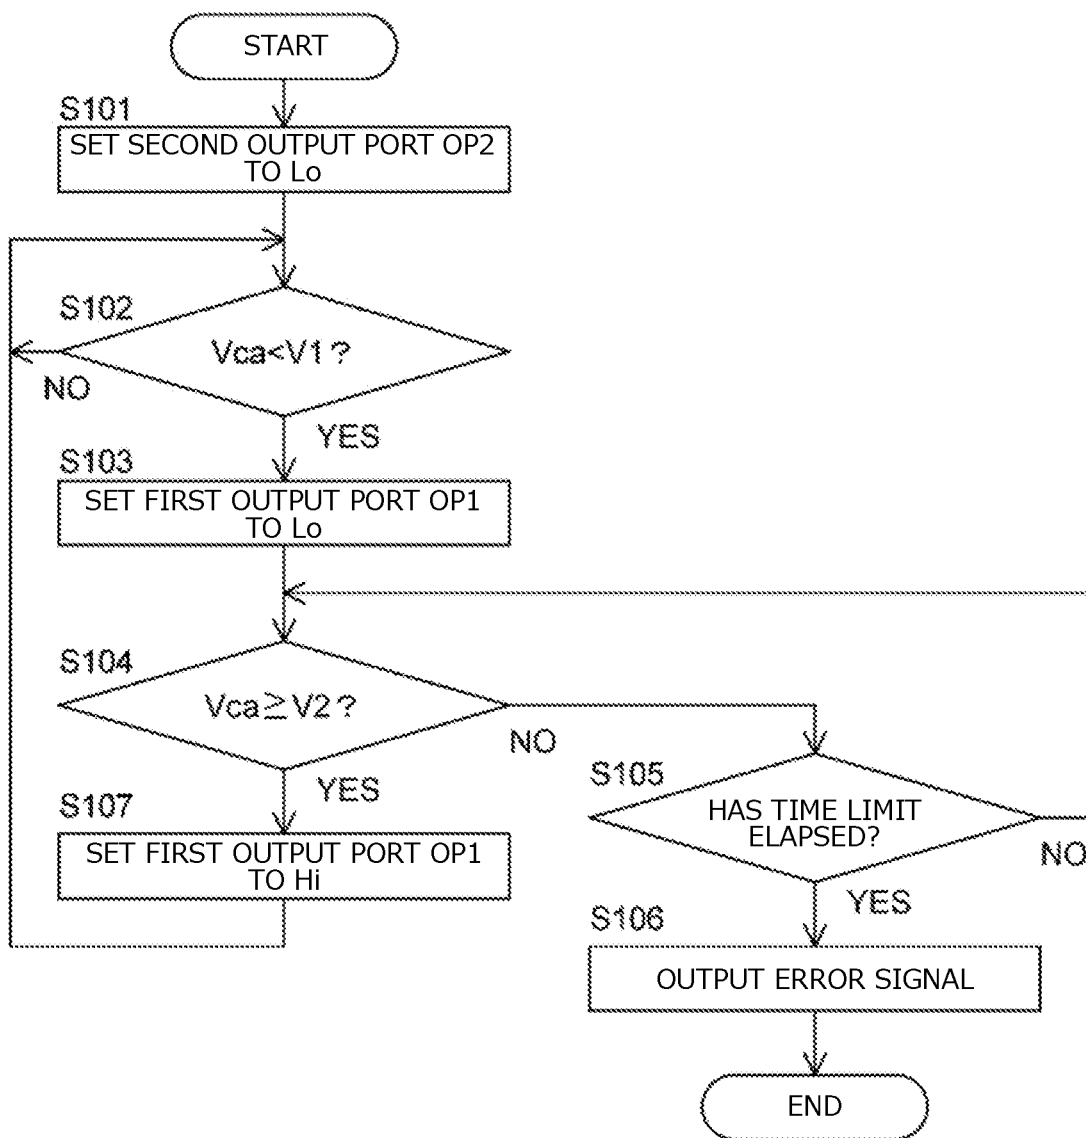 START
S101
SET SECOND OUTPUT PORT OP2
TO Lo
S102
Vca<V1?
NO
YES
S103
SET FIRST OUTPUT PORT OP1
TO Lo
S104
Vca≧V2?
NO
YES
S105
HAS TIME LIMIT
ELAPSED?
NO
YES
S107
SET FIRST OUTPUT PORT OP1
TO Hi
S106
OUTPUT ERROR SIGNAL
END